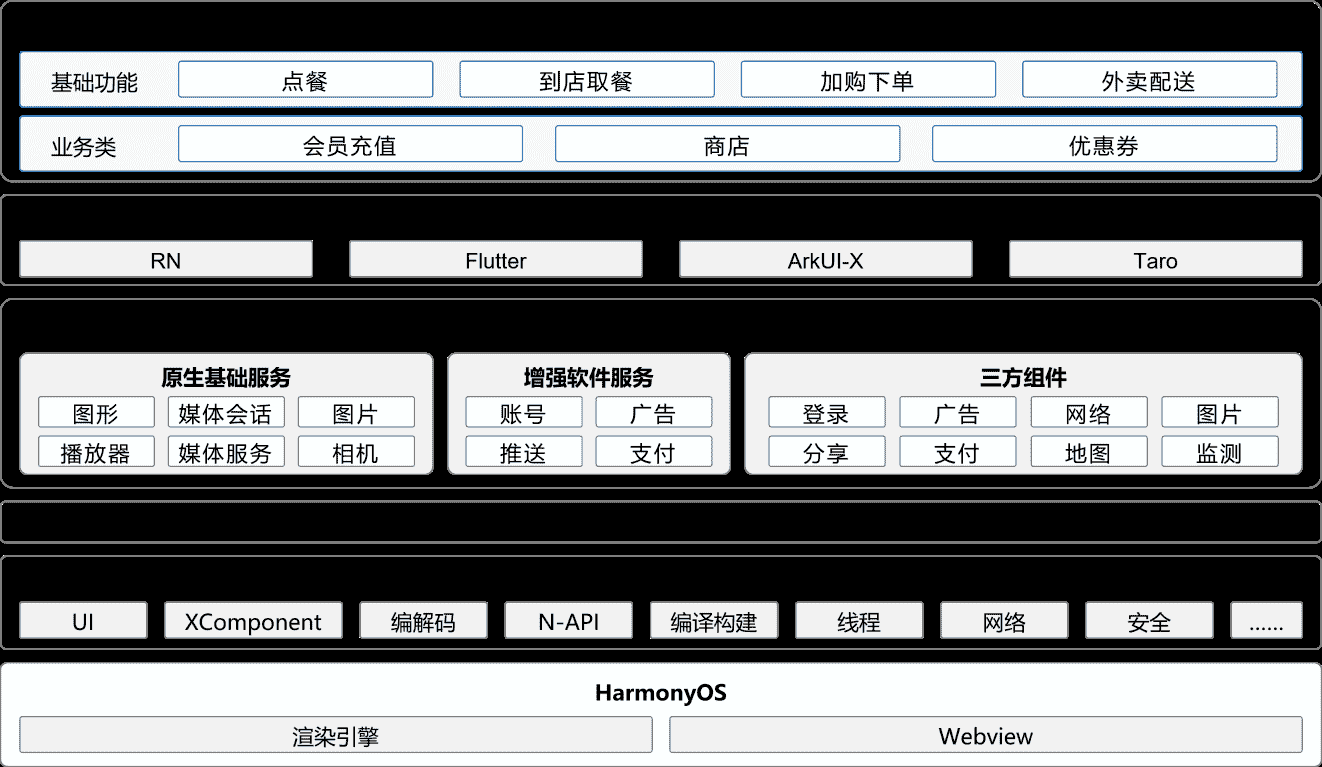 基础功能 点餐 到店取餐 加购下单 外卖配送
业务类 会员充值 商店 优惠券
RN Flutter ArkUI-X Taro
原生基础服务 增强软件服务 三方组件
图形 媒体会话 图片 账号 广告 登录 广告 网络 图片
播放器 媒体服务 相机 推送 支付 分享 支付 地图 监测
UI XComponent 编解码 N-API 编译构建 线程 网络 安全 ......
HarmonyOS
渲染引擎 Webview